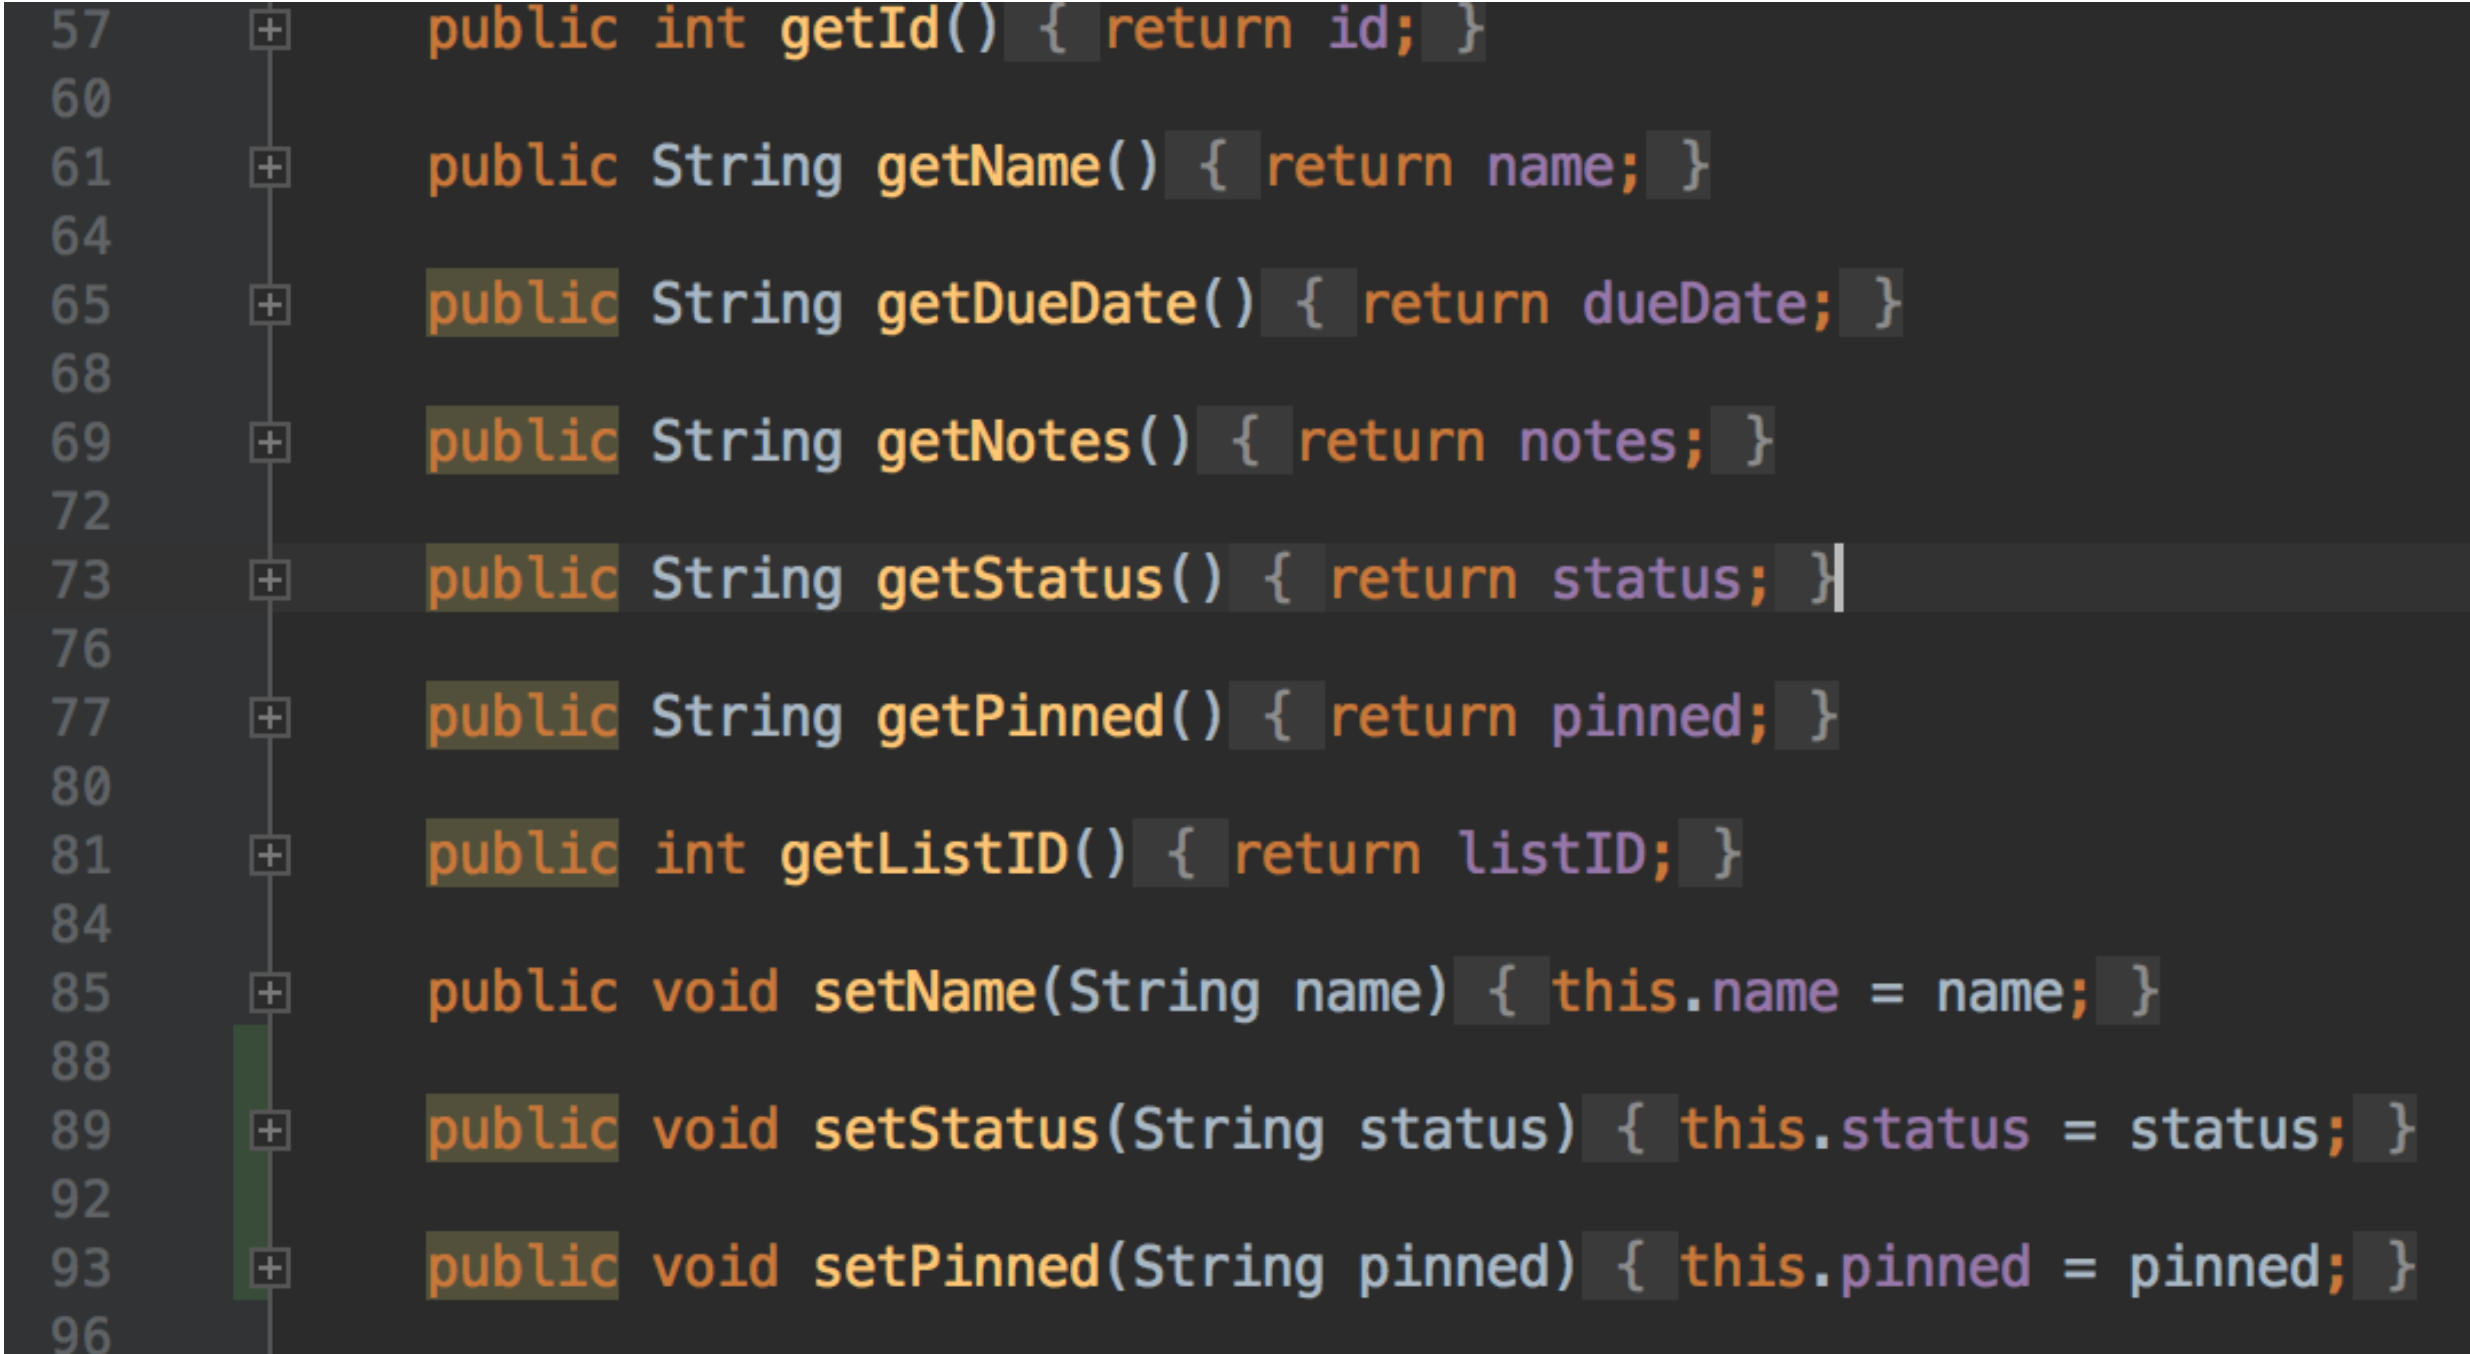 57 public int getId() { return id; }
60
61 public String getName() { return name; }
64
65 public String getDueDate() { return dueDate; }
68
69 public String getNotes() { return notes; }
72
73 public String getStatus() { return status; }
76
77 public String getPinned() { return pinned; }
80
81 public int getListID() { return listID; }
84
85 public void setName(String name) { this.name = name; }
88
89 public void setStatus(String status) { this.status = status; }
92
93 public void setPinned(String pinned) { this.pinned = pinned; }
96